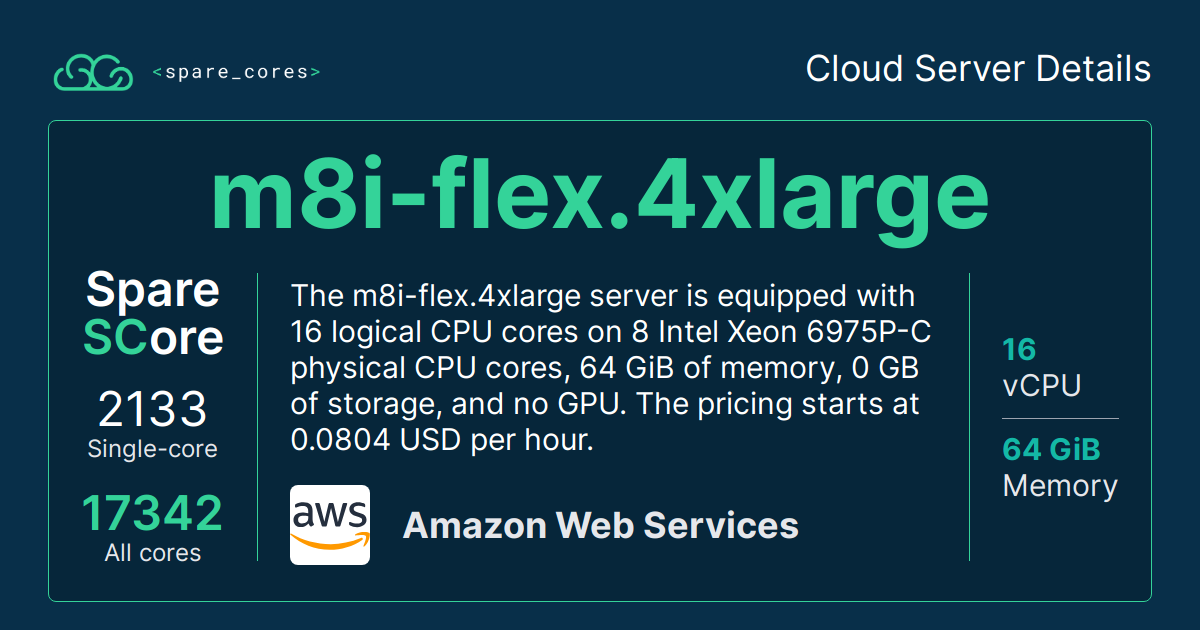 <spare_cores>
Cloud Server Details
m8i-flex.4xlarge
Spare
SCore
2133
Single-core
17342
All cores
The m8i-flex.4xlarge server is equipped with
16 logical CPU cores on 8 Intel Xeon 6975P-C
physical CPU cores, 64 GiB of memory, 0 GB
of storage, and no GPU. The pricing starts at
0.0804 USD per hour.
aws
Amazon Web Services
16
vCPU
64 GiB
Memory